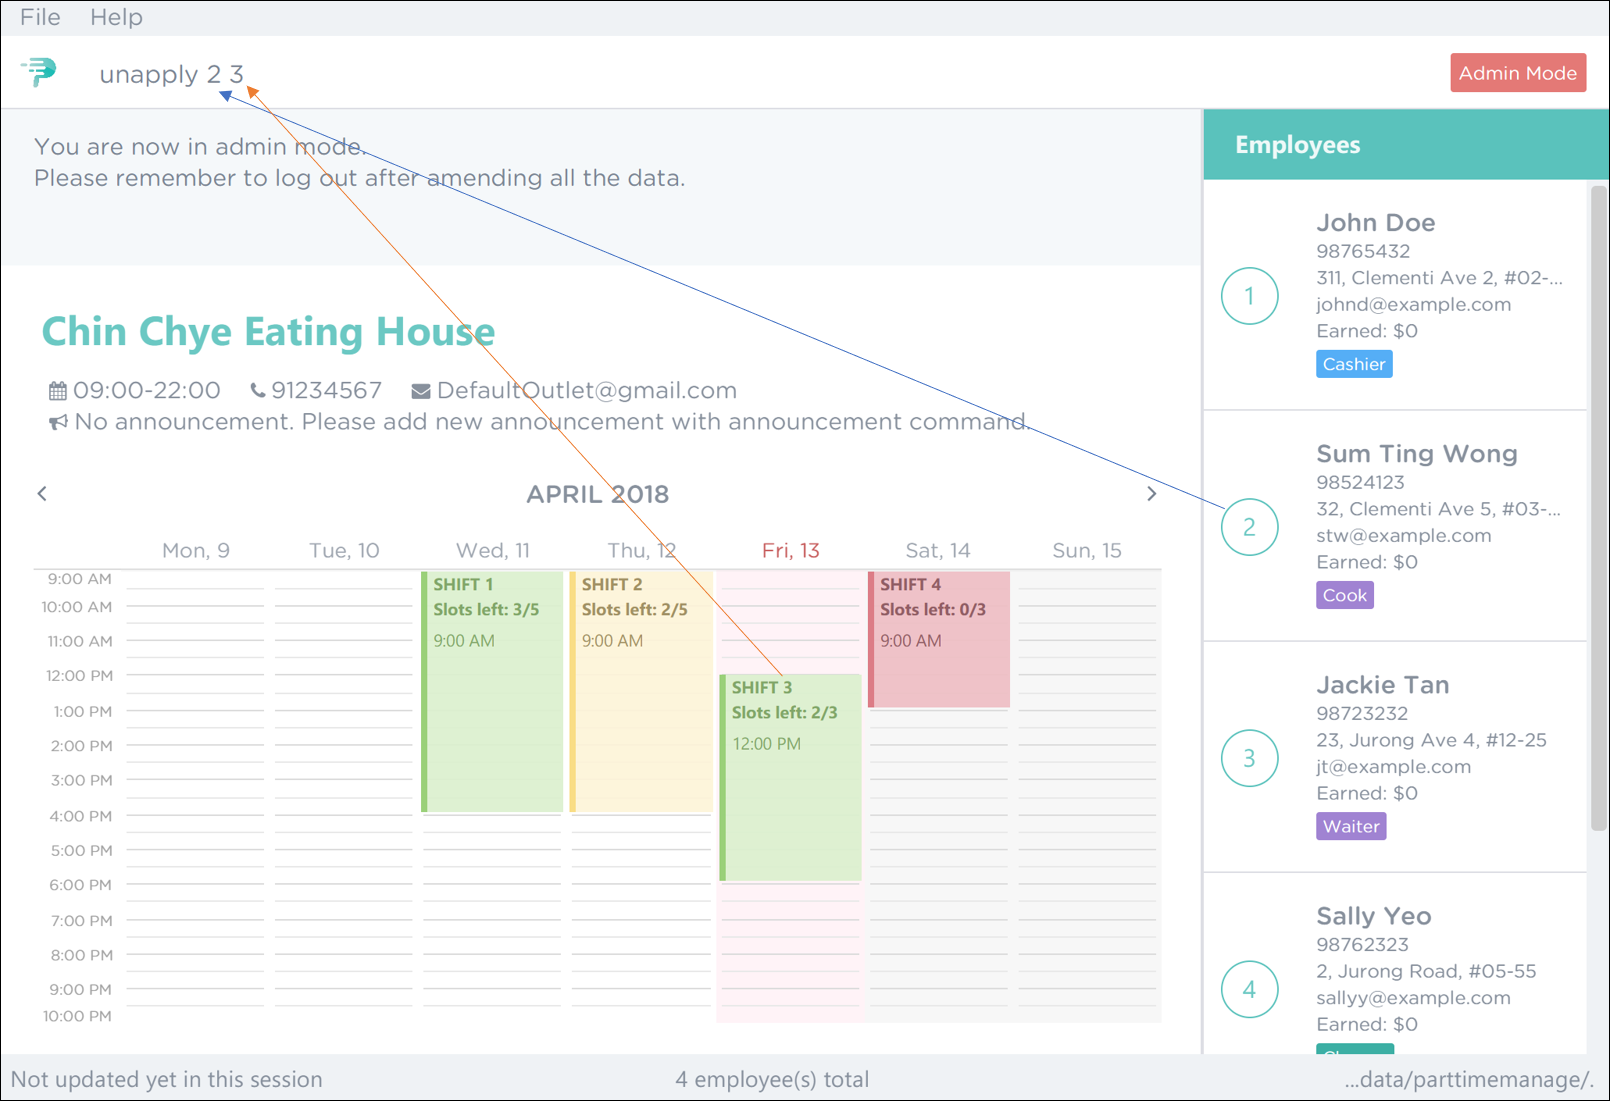 File Help
unapply 2 3
Admin Mode
You are now in admin mode.
Please remember to log out after amending all the data.
Chin Chye Eating House
09:00-22:00 91234567 DefaultOutlet@gmail.com
No announcement. Please add new announcement with announcement command.
APRIL 2018
Mon, 9 Tue, 10 Wed, 11 Thu, 12 Fri, 13 Sat, 14 Sun, 15
9:00 AM
10:00 AM
11:00 AM
12:00 PM
1:00 PM
2:00 PM
3:00 PM
4:00 PM
5:00 PM
6:00 PM
7:00 PM
8:00 PM
9:00 PM
10:00 PM
SHIFT 1
Slots left: 3/5
9:00 AM
SHIFT 2
Slots left: 2/5
9:00 AM
SHIFT 3
Slots left: 2/3
12:00 PM
SHIFT 4
Slots left: 0/3
9:00 AM
Employees
1
John Doe
98765432
311, Clementi Ave 2, #02-...
johnd@example.com
Earned: $0
Cashier
2
Sum Ting Wong
98524123
32, Clementi Ave 5, #03-...
stw@example.com
Earned: $0
Cook
3
Jackie Tan
98723232
23, Jurong Ave 4, #12-25
jt@example.com
Earned: $0
Waiter
4
Sally Yeo
98762323
2, Jurong Road, #05-55
sallyy@example.com
Earned: $0
Not updated yet in this session
4 employee(s) total
...data/parttimemanage/.